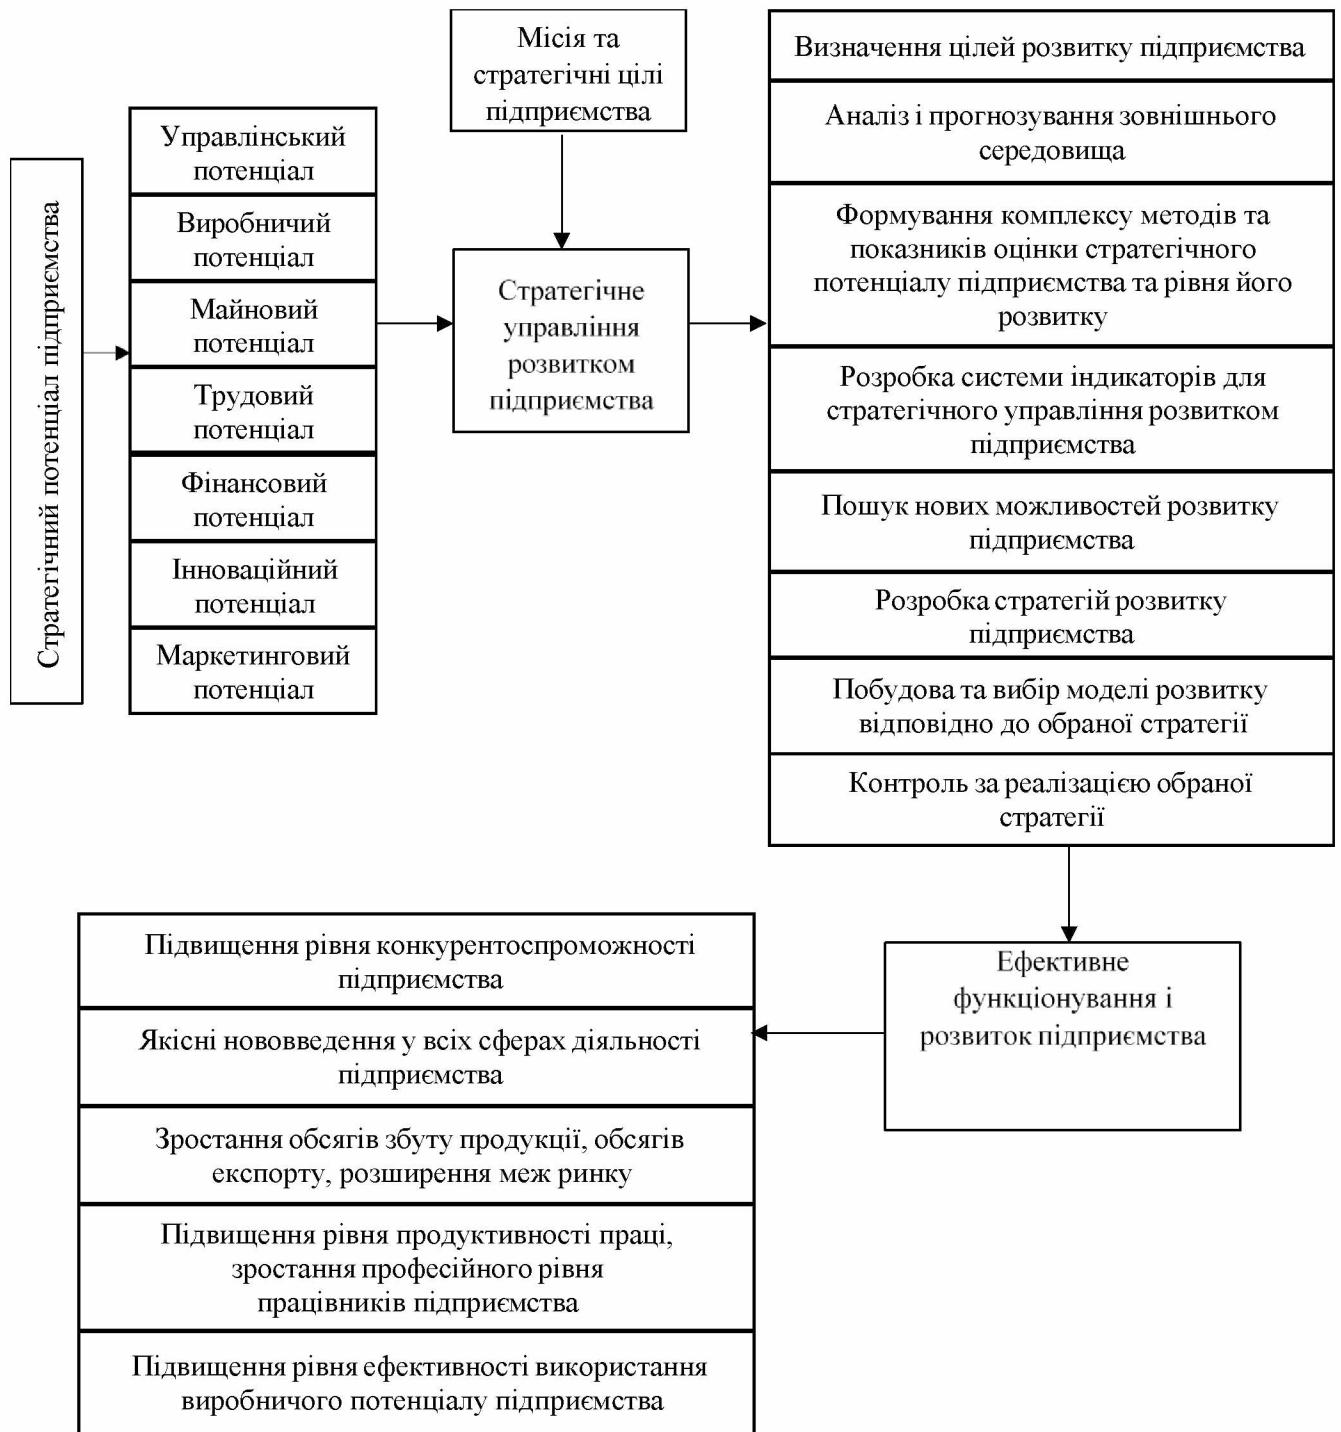 Стратегічний потенціал підприємства
Управлінський
потенціал
Виробничий
потенціал
Майновий
потенціал
Трудовий
потенціал
Фінансовий
потенціал
Інноваційний
потенціал
Маркетинговий
потенціал
Місія та
стратегічні цілі
підприємства
Стратегічне
управління
розвитком
підприємства
Визначення цілей розвитку підприємства
Аналіз і прогнозування зовнішнього
середовища
Формування комплексу методів та
показників оцінки стратегічного
потенціалу підприємства та рівня його
розвитку
Розробка системи індикаторів для
стратегічного управління розвитком
підприємства
Пошук нових можливостей розвитку
підприємства
Розробка стратегій розвитку
підприємства
Побудова та вибір моделі розвитку
відповідно до обраної стратегії
Контроль за реалізацією обраної
стратегії
Ефективне
функціонування і
розвиток підприємства
Підвищення рівня конкурентоспроможності
підприємства
Якісні нововведення у всіх сферах діяльності
підприємства
Зростання обсягів збуту продукції, обсягів
експорту, розширення меж ринку
Підвищення рівня продуктивності праці,
зростання професійного рівня
працівників підприємства
Підвищення рівня ефективності використання
виробничого потенціалу підприємства